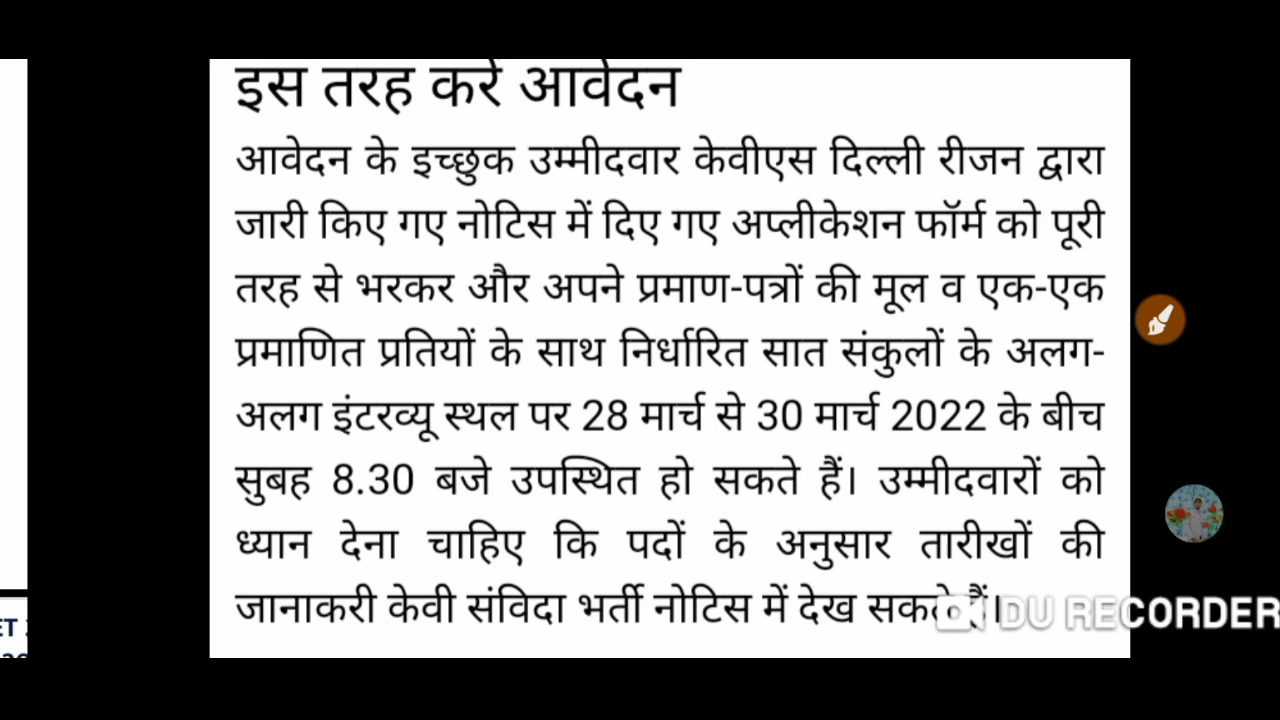 इस तरह करें आवेदन
आवेदन के इच्छुक उम्मीदवार केवीएस दिल्ली रीजन द्वारा
जारी किए गए नोटिस में दिए गए अप्लीकेशन फॉर्म को पूरी
तरह से भरकर और अपने प्रमाण-पत्रों की मूल व एक-एक
प्रमाणित प्रतियों के साथ निर्धारित सात संकुलों के अलग-
अलग इंटरव्यू स्थल पर 28 मार्च से 30 मार्च 2022 के बीच
सुबह 8.30 बजे उपस्थित हो सकते हैं। उम्मीदवारों को
ध्यान देना चाहिए कि पदों के अनुसार तारीखों की
जानाकरी केवी संविदा भर्ती नोटिस में देख सकते हैं।
DU RECORDER